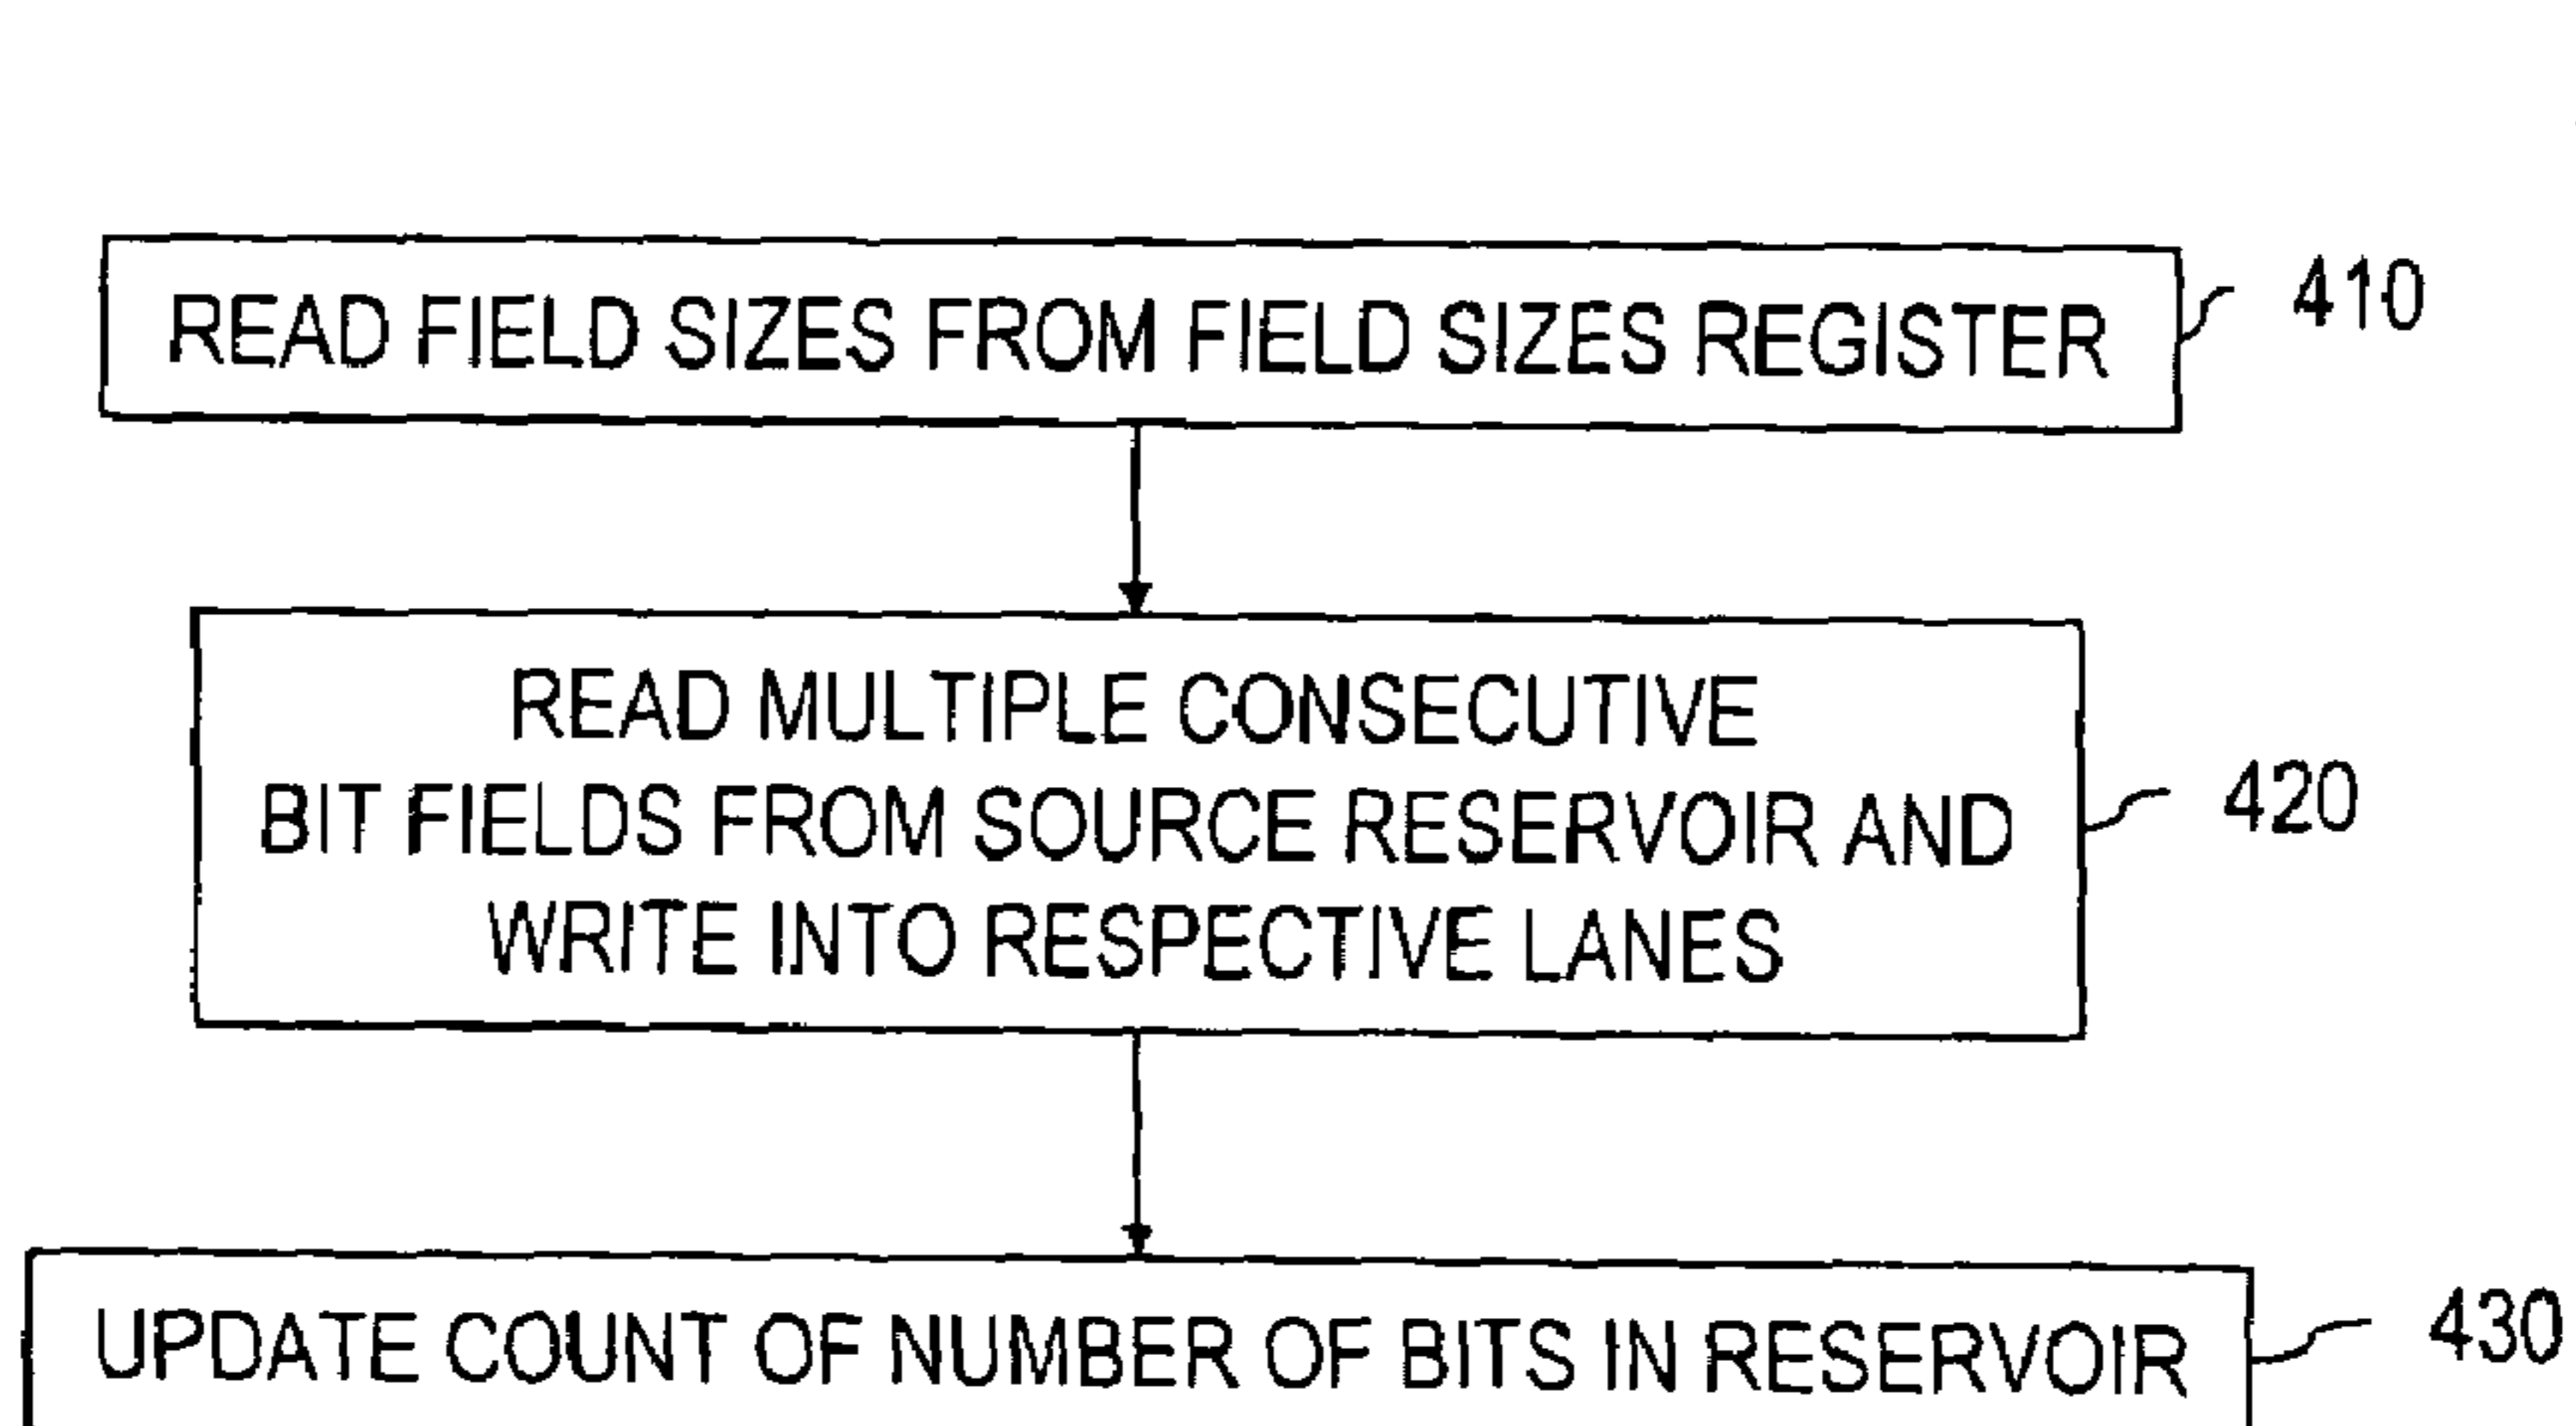 READ FIELD SIZES FROM FIELD SIZES REGISTER
410
READ MULTIPLE CONSECUTIVE
BIT FIELDS FROM SOURCE RESERVOIR AND
WRITE INTO RESPECTIVE LANES
420
UPDATE COUNT OF NUMBER OF BITS IN RESERVOIR
430